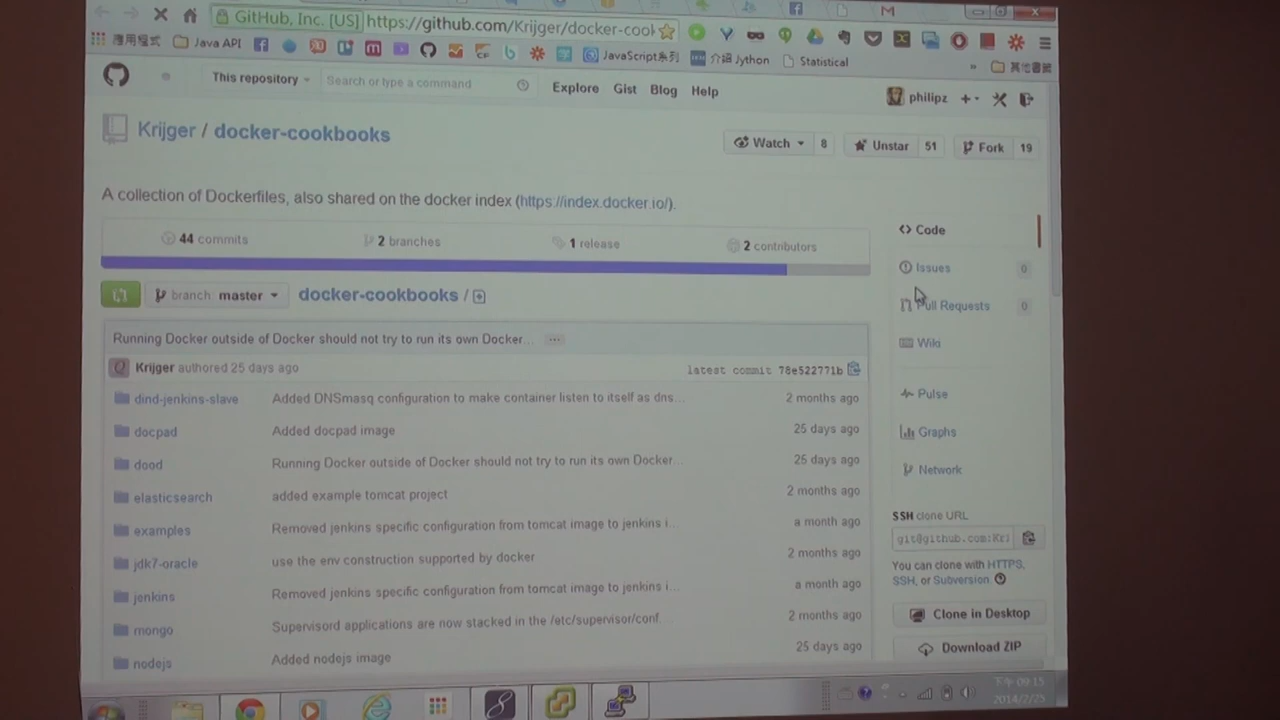 GitHub, Inc. [US] https://github.com/Krijger/docker-cook
應用程式 Java API JavaScript系列 介紹 Jython Statistical » 其他書籤
This repository Search or type a command Explore Gist Blog Help philipz
Krijger / docker-cookbooks
Watch 8 Unstar 51 Fork 19
A collection of Dockerfiles, also shared on the docker index (https://index.docker.io/).
44 commits 2 branches 1 release 2 contributors
branch: master docker-cookbooks /
Running Docker outside of Docker should not try to run its own Docker... ...
Krijger authored 25 days ago latest commit 78e522771b
dind-jenkins-slave Added DNSmasq configuration to make container listen to itself as dns... 2 months ago
docpad Added docpad image 25 days ago
dood Running Docker outside of Docker should not try to run its own Docker... 25 days ago
elasticsearch added example tomcat project 2 months ago
examples Removed jenkins specific configuration from tomcat image to jenkins i... a month ago
jdk7-oracle use the env construction supported by docker 2 months ago
jenkins Removed jenkins specific configuration from tomcat image to jenkins i... a month ago
mongo Supervisord applications are now stacked in the /etc/supervisor/conf... 2 months ago
nodejs Added nodejs image 25 days ago
Code
Issues 0
Pull Requests 0
Wiki
Pulse
Graphs
Network
SSH clone URL
git@github.com:Kri
You can clone with HTTPS,
SSH, or Subversion.
Clone in Desktop
Download ZIP
下午 09:15
2014/2/25